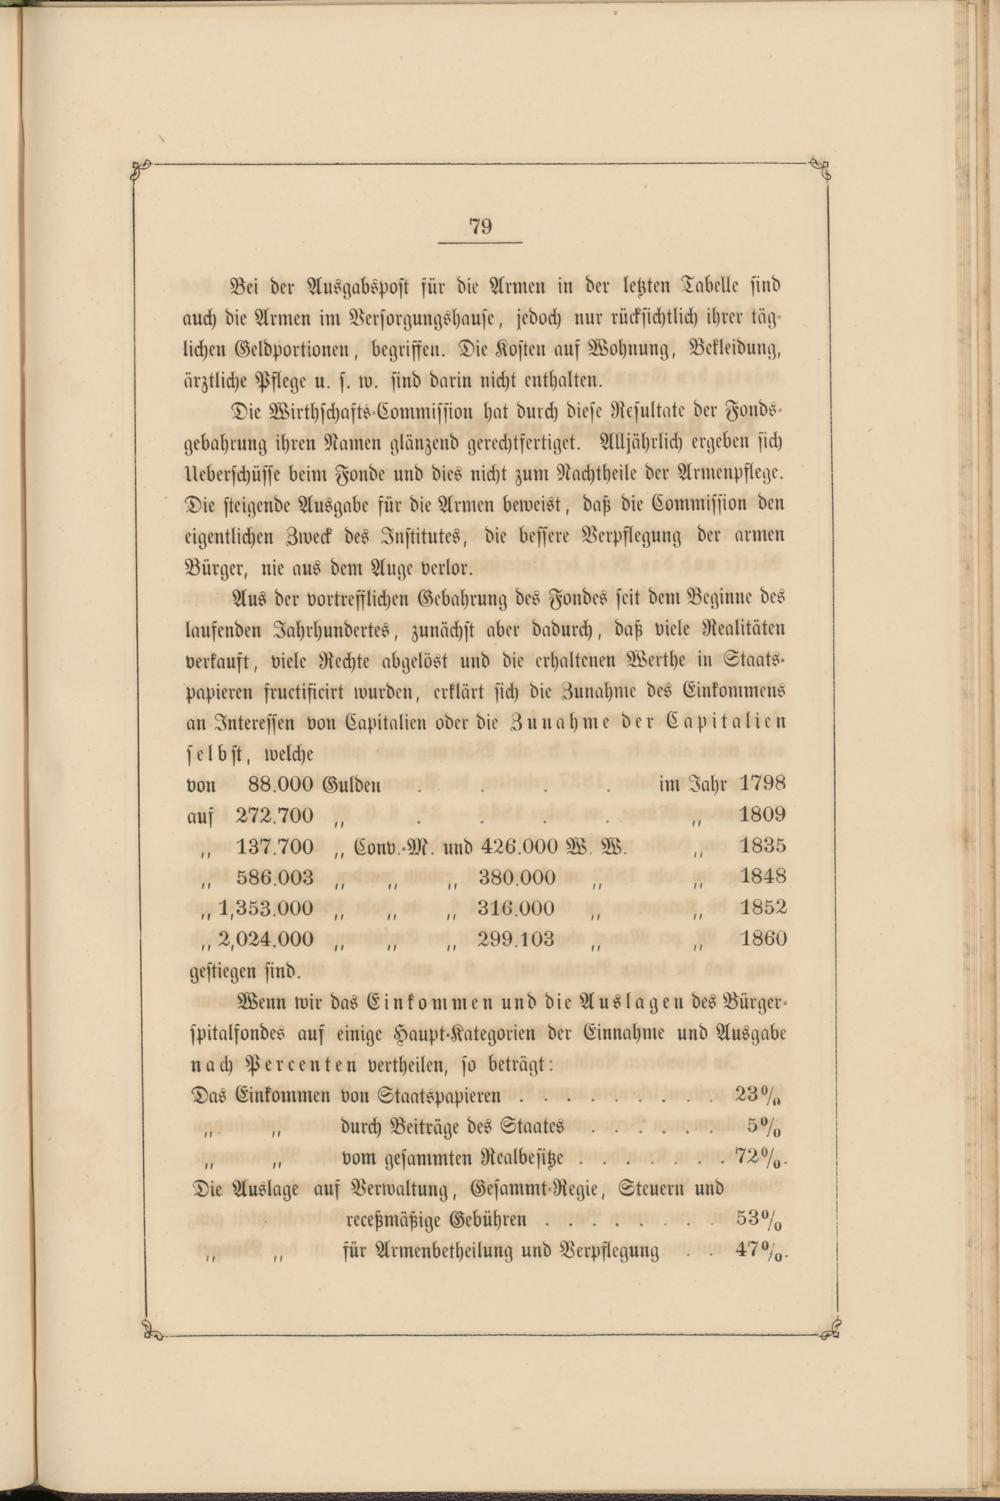 79
Bei der Ausgabspost für die Armen in der letzten Tabelle sind
auch die Armen im Versorgungshause, jedoch nur rücksichtlich ihrer täg-
lichen Geldportionen, begriffen. Die Kosten auf Wohnung, Bekleidung,
ärztliche Pflege u. s. w. sind darin nicht enthalten.
Die Wirthschafts-Commission hat durch diese Resultate der Fonds-
gebahrung ihren Namen glänzend gerechtfertiget. Alljährlich ergeben sich
Ueberschüsse beim Fonde und dies nicht zum Nachtheile der Armenpflege.
Die steigende Ausgabe für die Armen beweist, daß die Commission den
eigentlichen Zweck des Institutes, die bessere Verpflegung der armen
Bürger, nie aus dem Auge verlor.
Aus der vortrefflichen Gebahrung des Fondes seit dem Beginne des
laufenden Jahrhundertes, zunächst aber dadurch, daß viele Realitäten
verkauft, viele Rechte abgelöst und die erhaltenen Werthe in Staats-
papieren fructificirt wurden, erklärt sich die Zunahme des Einkommens
an Interessen von Capitalien oder die Zunahme der Capitalien
selbst, welche
von 88.000 Gulden . . . . im Jahr 1798
auf 272.700 „ . . . . „ 1809
„ 137.700 „ Conv.-M. und 426.000 W. W. „ 1835
„ 586.003 „ „ „ 380.000 „ „ 1848
„ 1,353.000 „ „ „ 316.000 „ „ 1852
„ 2,024.000 „ „ „ 299.103 „ „ 1860
gestiegen sind.
Wenn wir das Einkommen und die Auslagen des Bürger-
spitalfondes auf einige Haupt-Kategorien der Einnahme und Ausgabe
nach Percenten vertheilen, so beträgt:
Das Einkommen von Staatspapieren . . . . . . . . . 23%
„ „ durch Beiträge des Staates . . . . . . 5%
„ „ vom gesammten Realbesitze . . . . . . . 72%.
Die Auslage auf Verwaltung, Gesammt-Regie, Steuern und
receßmäßige Gebühren . . . . . . . . 53%
„ „ für Armenbetheilung und Verpflegung . . 47%.